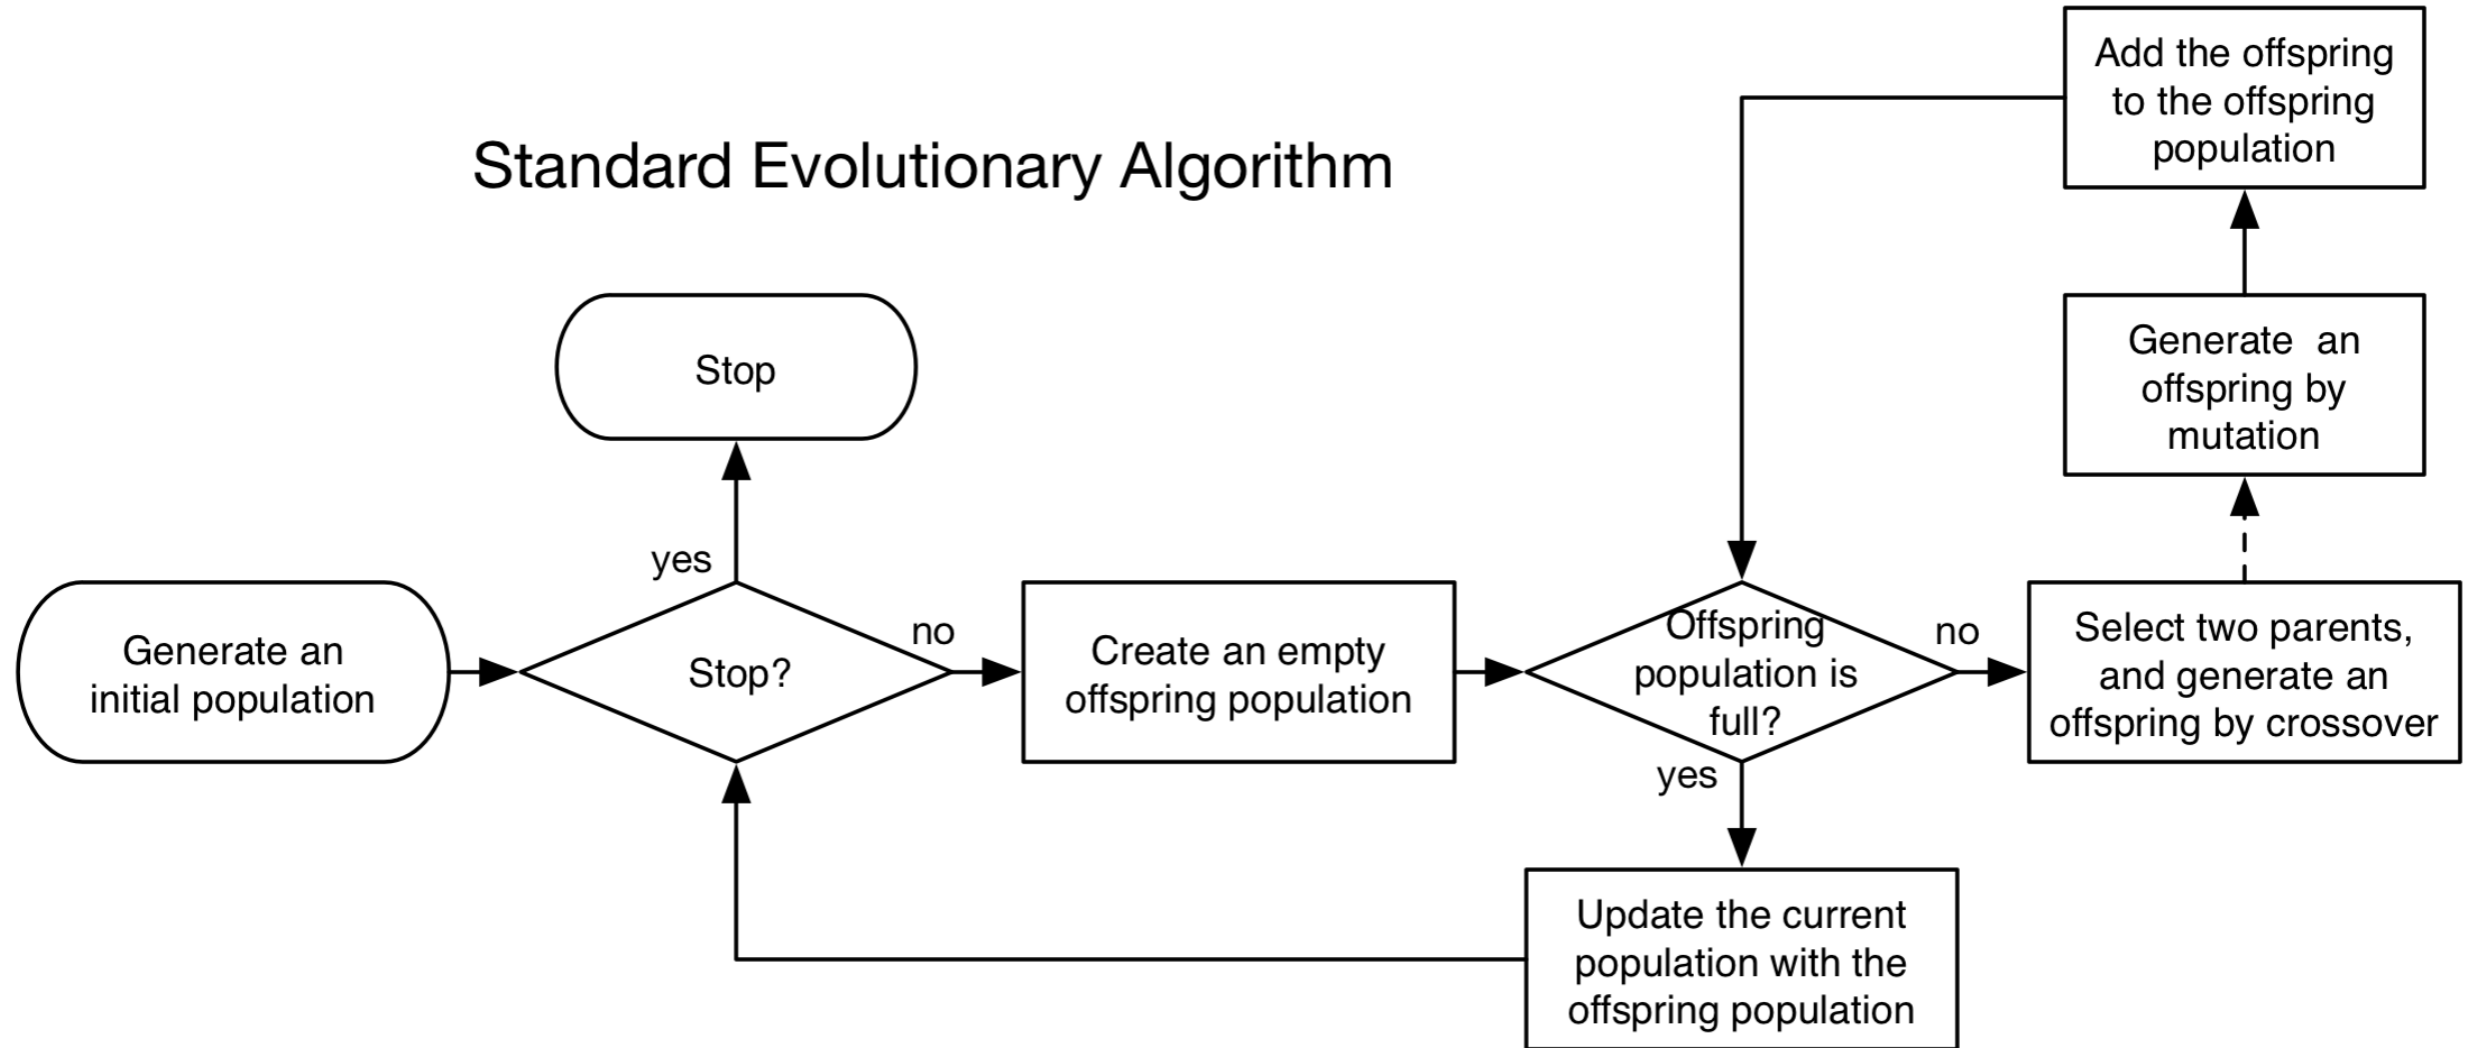 Standard Evolutionary Algorithm
Add the offspring
to the offspring
population
Stop
Generate  an
offspring by
mutation
yes
Generate an
initial population
Stop?
no
Create an empty
offspring population
Offspring
population is
full?
no
Select two parents,
and generate an
offspring by crossover
yes
Update the current
population with the
offspring population